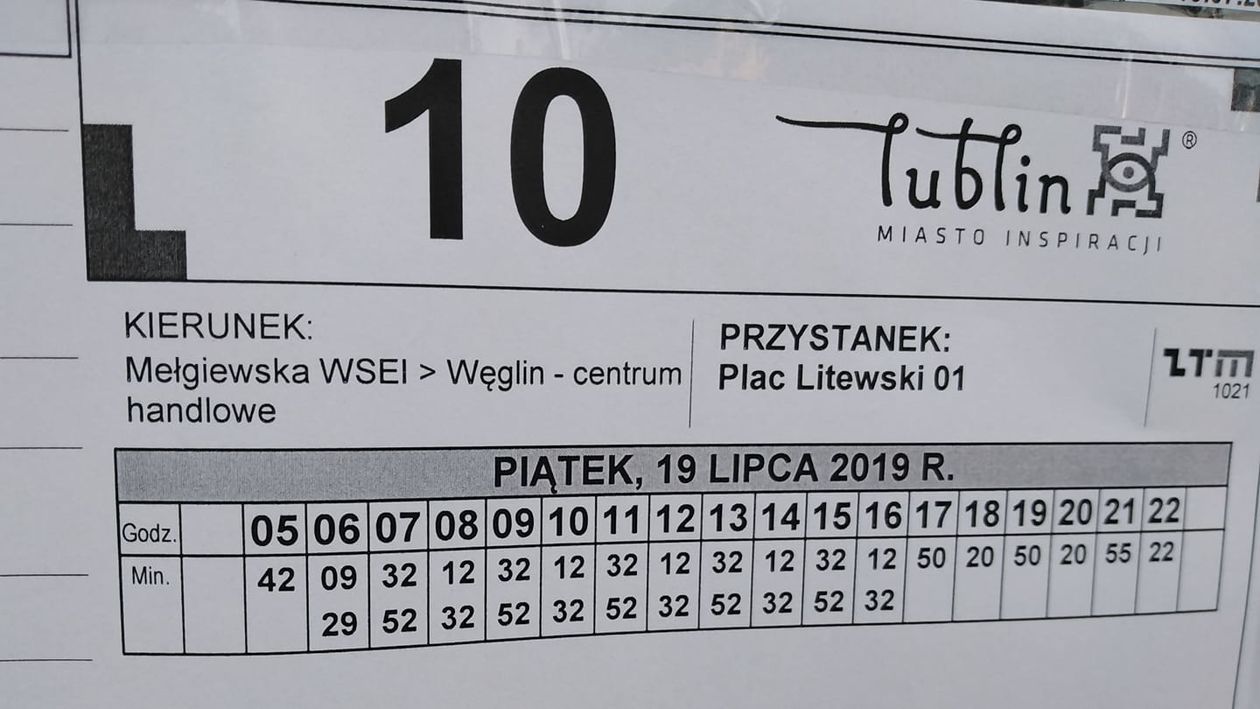 10
lublin ®
MIASTO INSPIRACJI
KIERUNEK:
Mełgiewska WSEI > Węglin - centrum
handlowe
PRZYSTANEK:
Plac Litewski 01
ZTM
1021
PIĄTEK, 19 LIPCA 2019 R.
Godz. 05 06 07 08 09 10 11 12 13 14 15 16 17 18 19 20 21 22
Min. 42 09 32 12 32 12 32 12 32 12 32 12 50 20 50 20 55 22
29 52 32 52 32 52 32 52 32 52 32